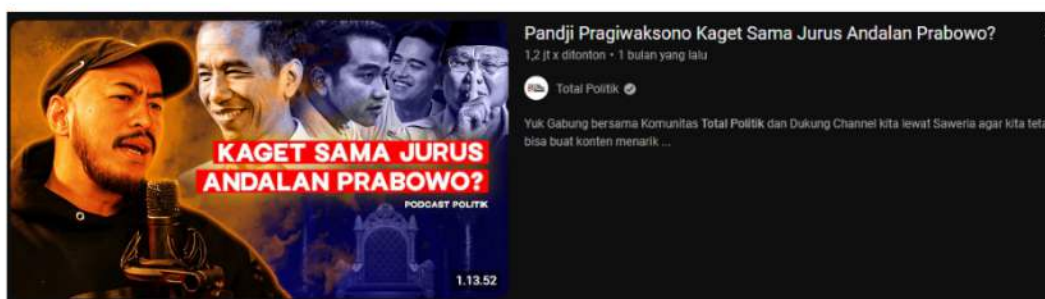 KAGET SAMA JURUS
ANDALAN PRABOWO?
PODCAST POLITIK
1.13.52
Pandji Pragiwaksono Kaget Sama Jurus Andalan Prabowo?
1,2 jt x ditonton • 1 bulan yang lalu
Total Politik
Yuk Gabung bersama Komunitas Total Politik dan Dukung Channel kita lewat Saweria agar kita teta
bisa buat konten menarik ...